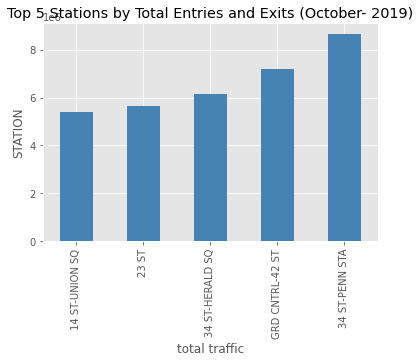 Top 5 Stations by Total Entries and Exits (October- 2019)
1e6
8
6
4
2
0
STATION
14 ST-UNION SQ
23 ST
34 ST-HERALD SQ
GRD CNTRL-42 ST
34 ST-PENN STA
total traffic